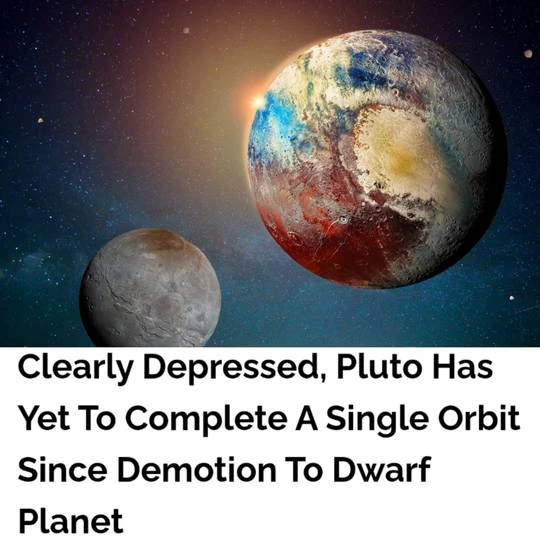 Clearly Depressed, Pluto Has
Yet To Complete A Single Orbit
Since Demotion To Dwarf
Planet